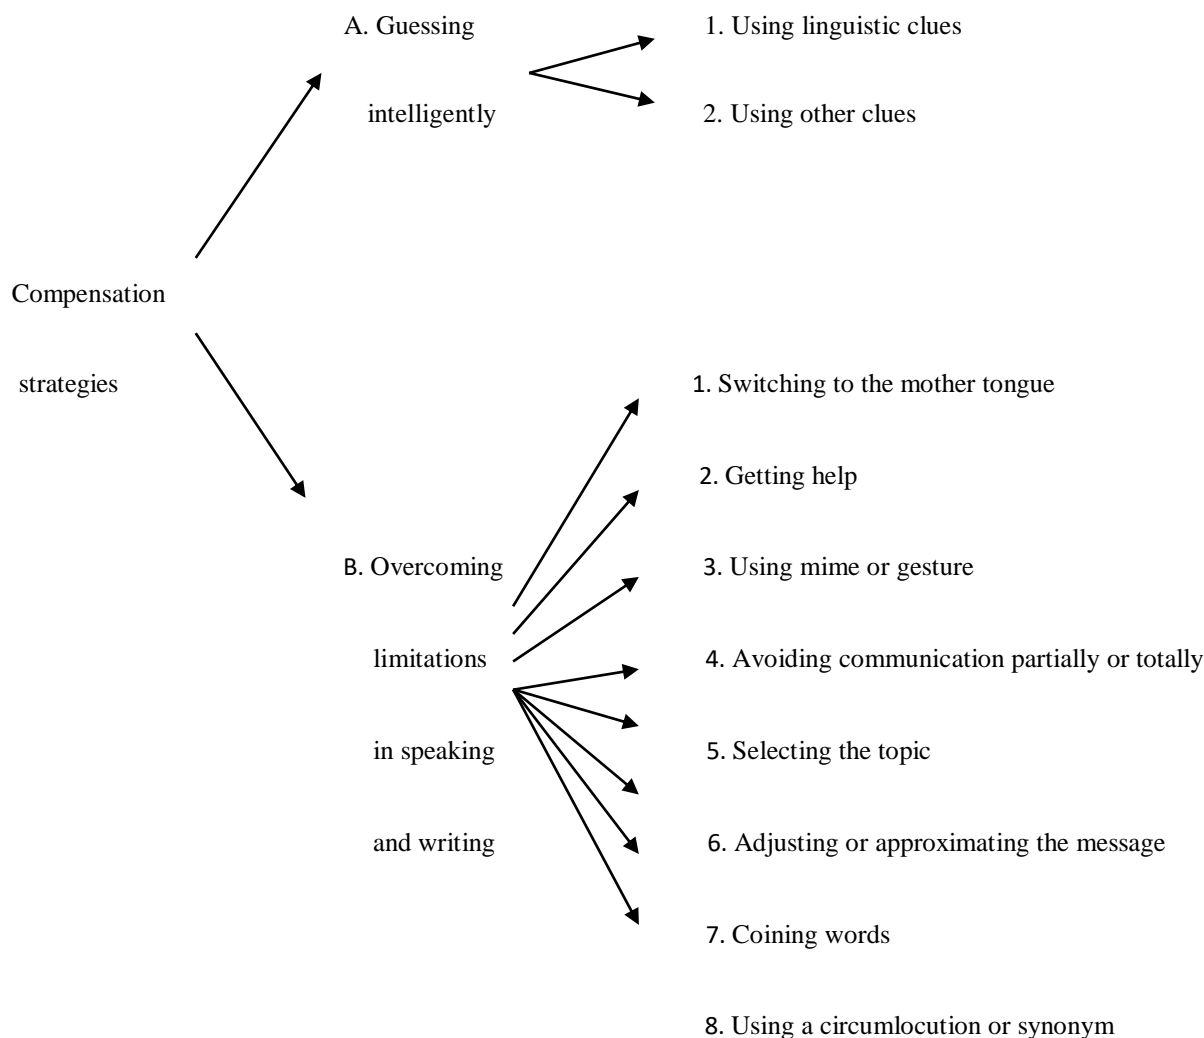 A. Guessing
intelligently
1. Using linguistic clues
2. Using other clues
Compensation
strategies
B. Overcoming
limitations
in speaking
and writing
1. Switching to the mother tongue
2. Getting help
3. Using mime or gesture
4. Avoiding communication partially or totally
5. Selecting the topic
6. Adjusting or approximating the message
7. Coining words
8. Using a circumlocution or synonym